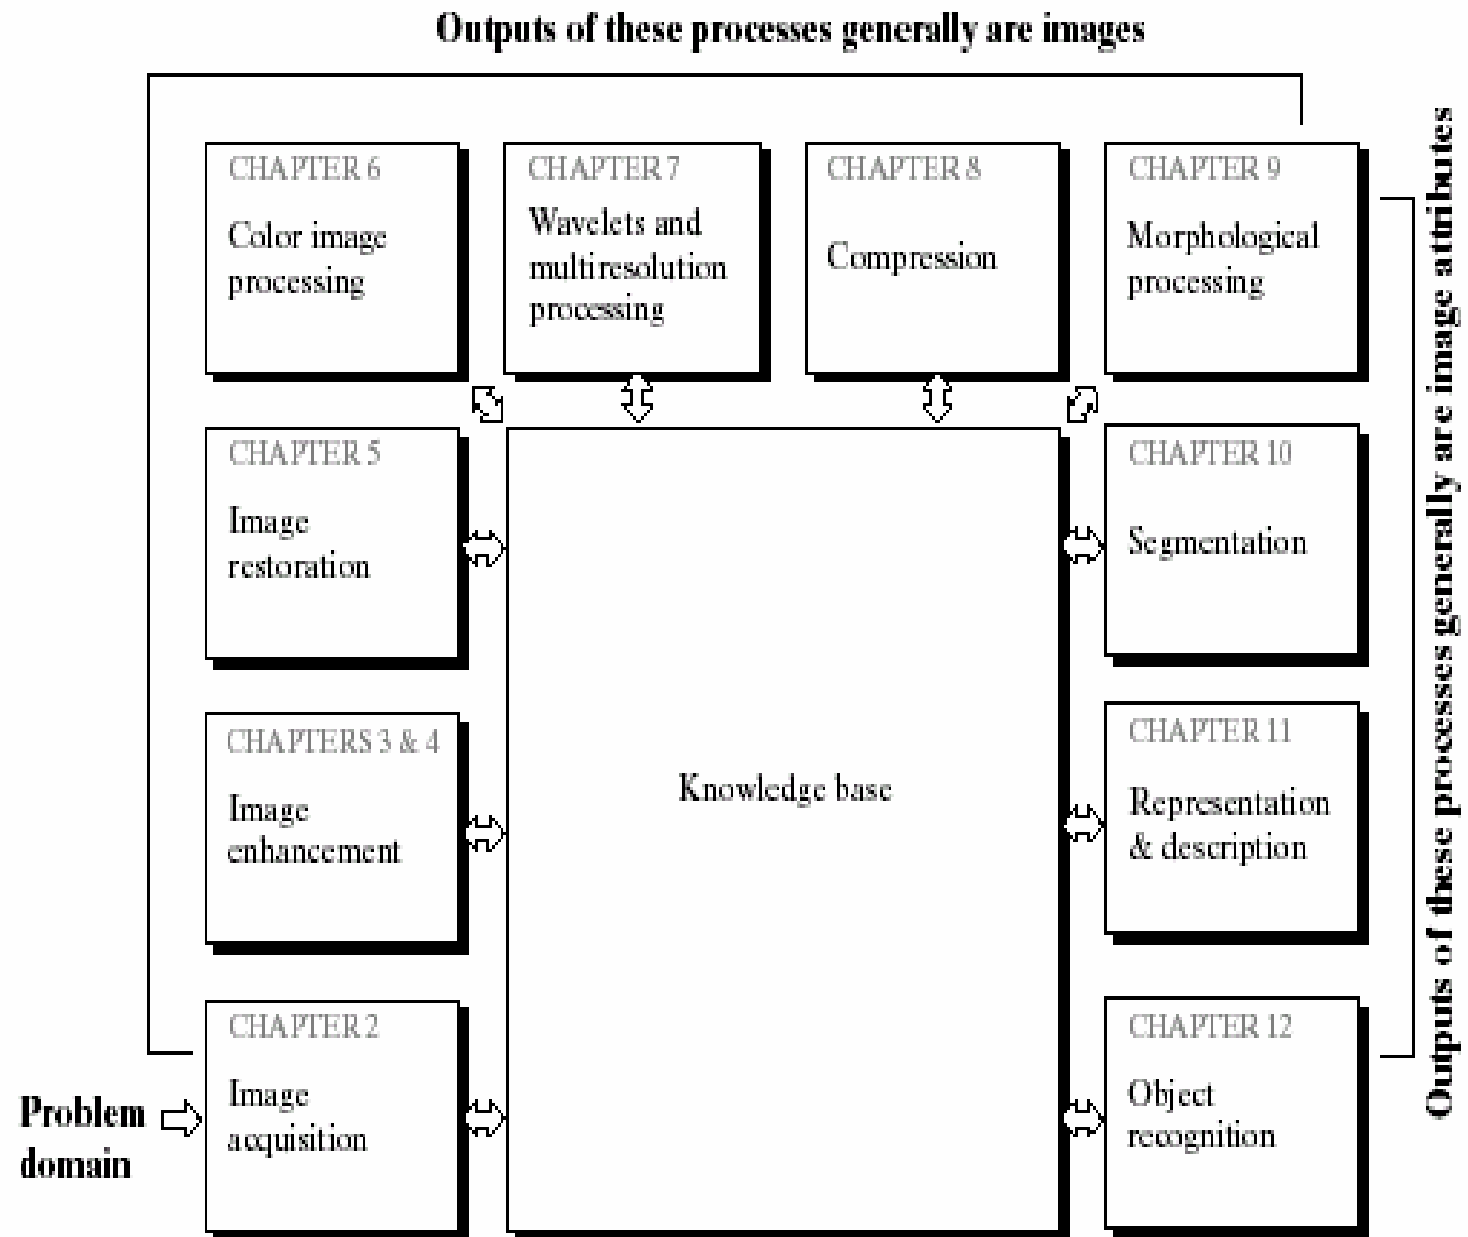 Outputs of these processes generally are images
CHAPTER 6
Color image
processing
CHAPTER 7
Wavelets and
multiresolution
processing
CHAPTER 8
Compression
CHAPTER 9
Morphological
processing
CHAPTER 5
Image
restoration
CHAPTER 10
Segmentation
CHAPTERS 3 & 4
Image
enhancement
Knowledge base
CHAPTER 11
Representation
& description
CHAPTER 2
Image
acquisition
CHAPTER 12
Object
recognition
Problem
domain
Outputs of these processes generally are image attributes